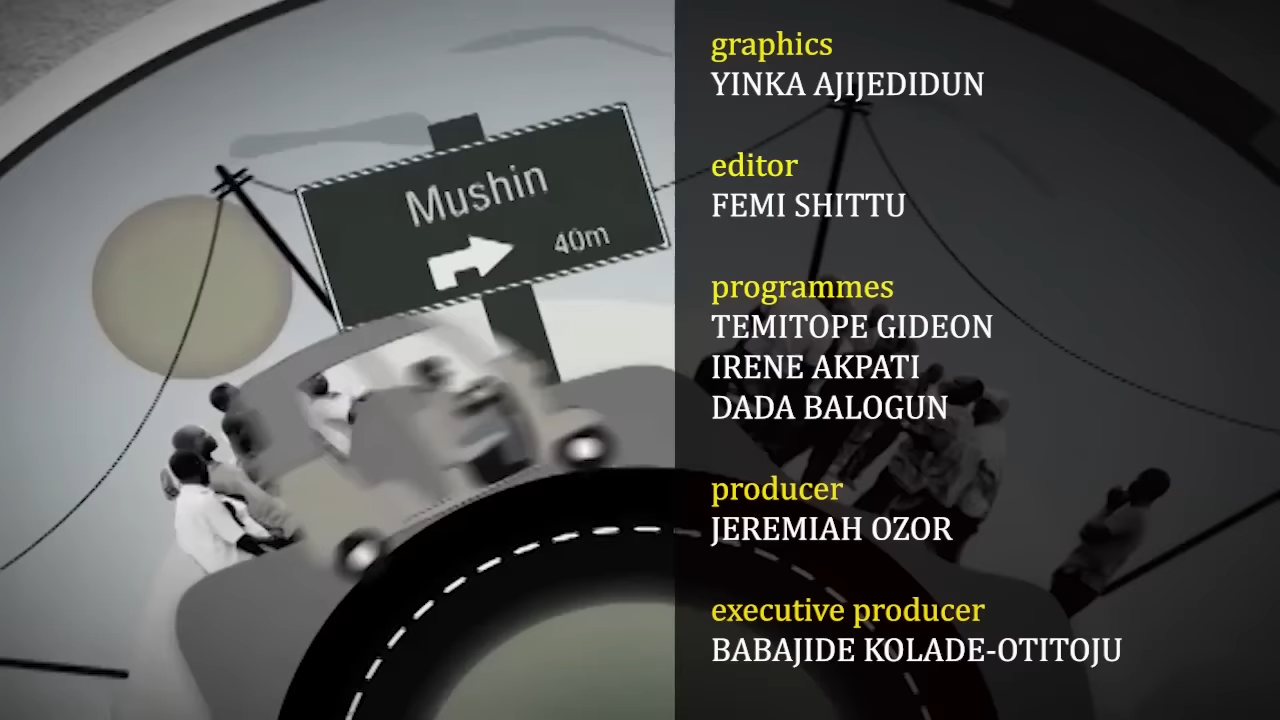 Mushin
40m
graphics
YINKA AJIJEDIDUN
editor
FEMI SHITTU
programmes
TEMITOPE GIDEON
IRENE AKPATI
DADA BALOGUN
producer
JEREMIAH OZOR
executive producer
BABAJIDE KOLADE-OTITOJU